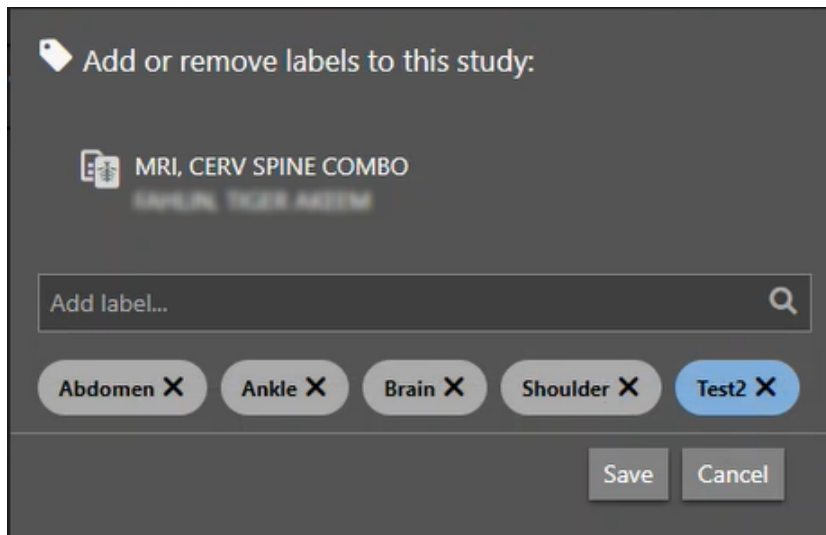 Add or remove labels to this study:
MRI, CERV SPINE COMBO
Add label...
Abdomen Ankle Brain Shoulder Test2
Save Cancel